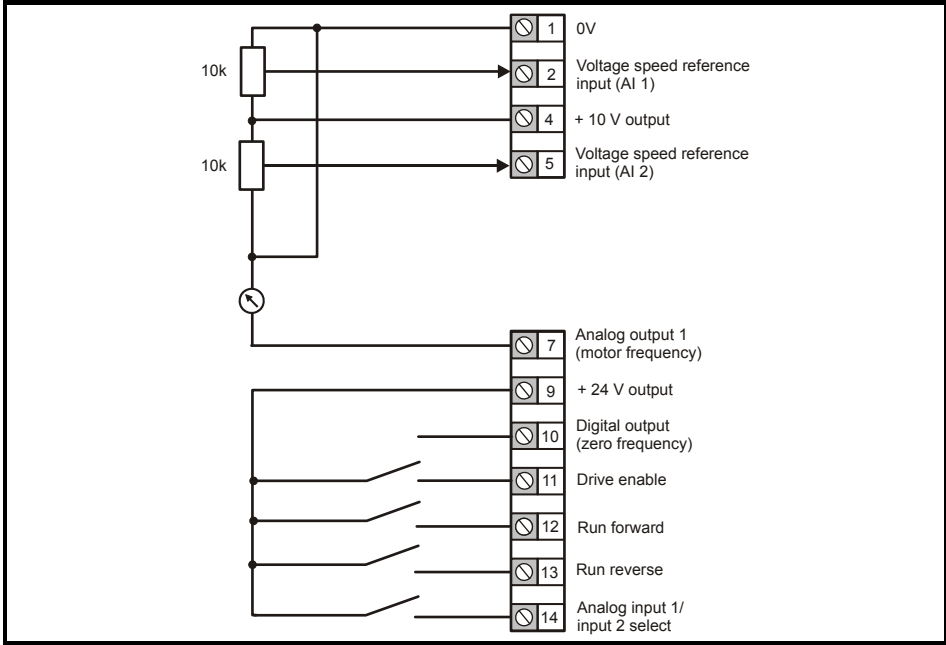 1 0V
10k
2 Voltage speed reference
input (AI 1)
4 + 10 V output
10k
5 Voltage speed reference
input (AI 2)
7 Analog output 1
(motor frequency)
9 + 24 V output
10 Digital output
(zero frequency)
11 Drive enable
12 Run forward
13 Run reverse
14 Analog input 1/
input 2 select